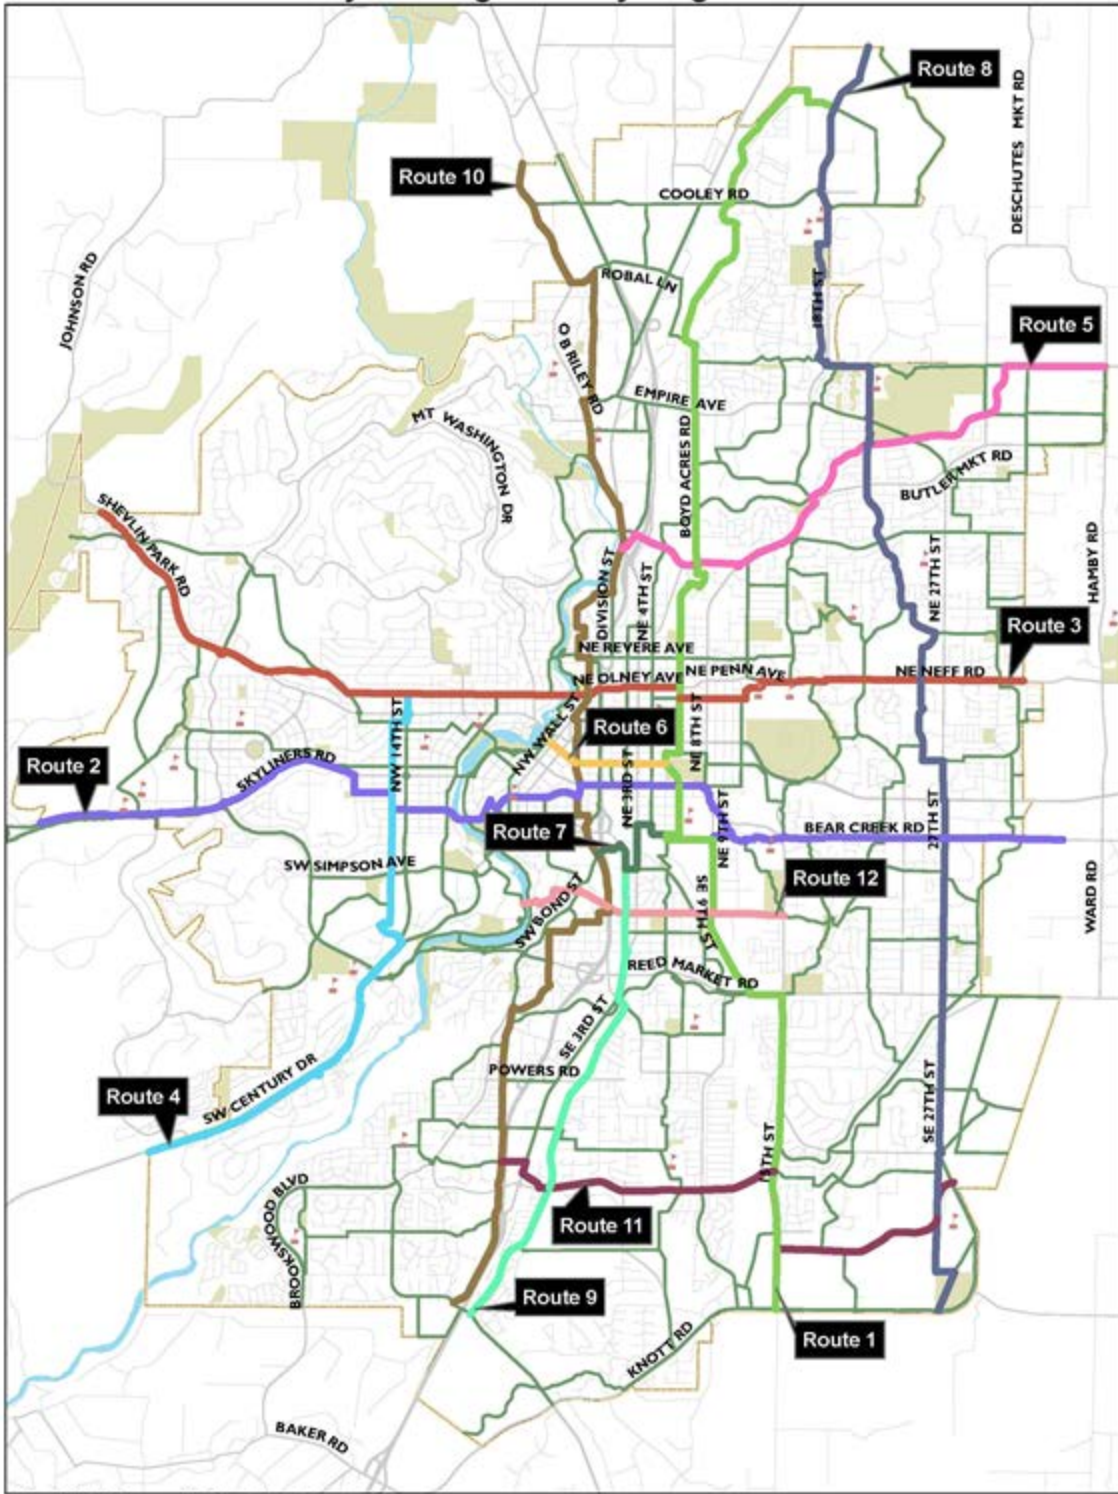 Route 8
DESCHUTES MKT RD
Route 10
COOLEY RD
JOHNSON RD
ROBAL LN
18TH ST
Route 5
O B RILEY RD
EMPIRE AVE
MT WASHINGTON DR
BOYD ACRES RD
BUTLER MKT RD
SHEVLIN PARK RD
HAMBY RD
NE 27TH ST
DIVISION ST
NE 4TH ST
Route 3
NE REVERE AVE
NE OLNEY AVE
NE PENN AVE
NE NEFF RD
NW 14TH ST
NW WALL ST
Route 6
NE 8TH ST
Route 2
SKYLINERS RD
NE 3RD ST
NE 9TH ST
27TH ST
Route 7
BEAR CREEK RD
SW SIMPSON AVE
Route 12
WARD RD
SW BOND ST
SE 9TH ST
REED MARKET RD
SE 3RD ST
POWERS RD
SW CENTURY DR
Route 4
SE 27TH ST
15TH ST
BROOKSWOOD BLVD
Route 11
Route 9
Route 1
KNOTT RD
BAKER RD